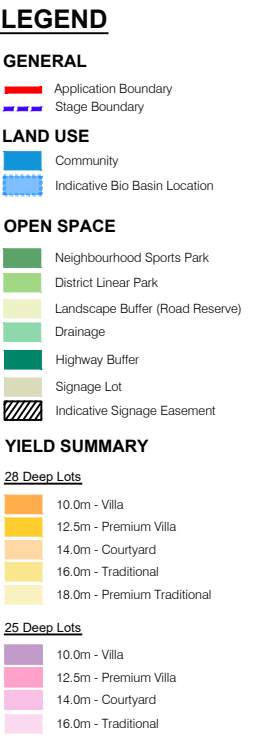 LEGEND
GENERAL
Application Boundary
Stage Boundary
LAND USE
Community
Indicative Bio Basin Location
OPEN SPACE
Neighbourhood Sports Park
District Linear Park
Landscape Buffer (Road Reserve)
Drainage
Highway Buffer
Signage Lot
Indicative Signage Easement
YIELD SUMMARY
28 Deep Lots
10.0m - Villa
12.5m - Premium Villa
14.0m - Courtyard
16.0m - Traditional
18.0m - Premium Traditional
25 Deep Lots
10.0m - Villa
12.5m - Premium Villa
14.0m - Courtyard
16.0m - Traditional